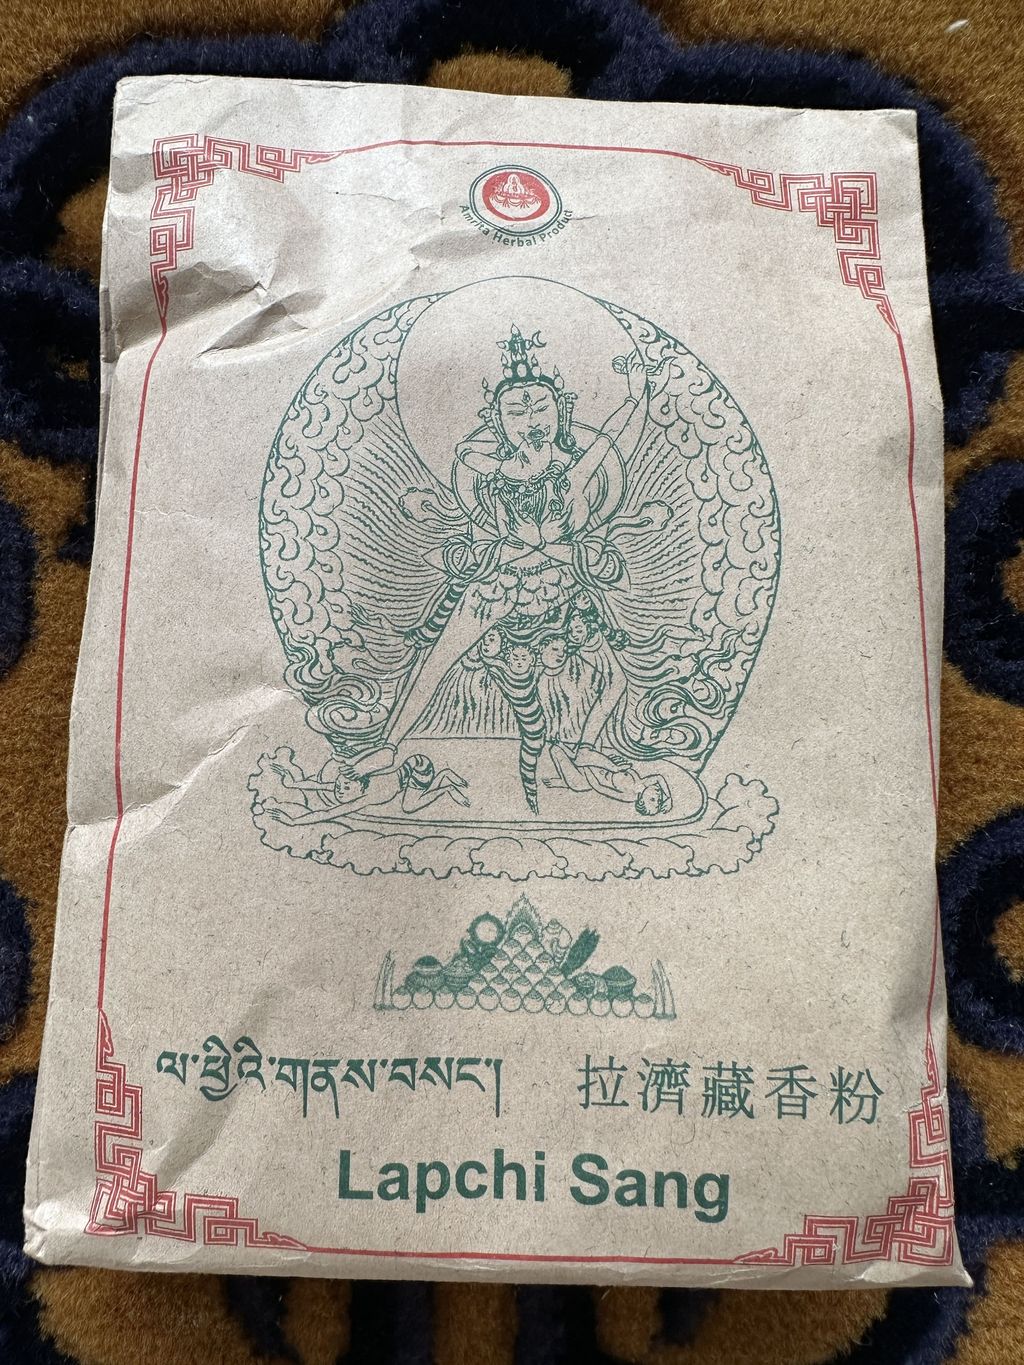 Amrita Herbal Product
ལ་ཕྱིའི་གནས་བསང་།
拉濟藏香粉
Lapchi Sang